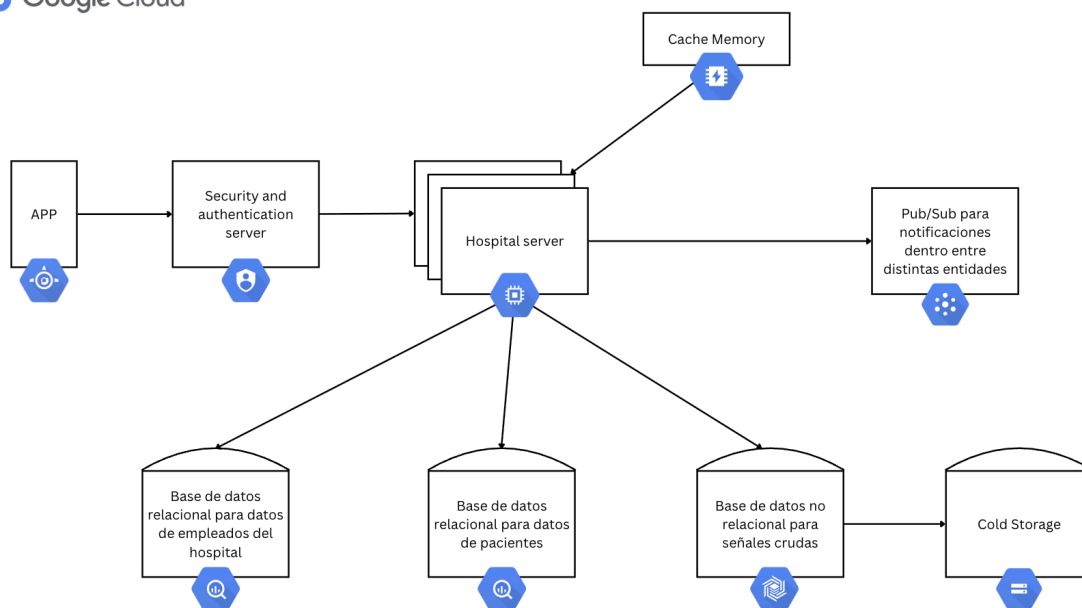 Google Cloud
Cache Memory
APP
Security and
authentication
server
Hospital server
Pub/Sub para
notificaciones
dentro entre
distintas entidades
Base de datos
relacional para datos
de empleados del
hospital
Base de datos
relacional para datos
de pacientes
Base de datos no
relacional para
señales crudas
Cold Storage